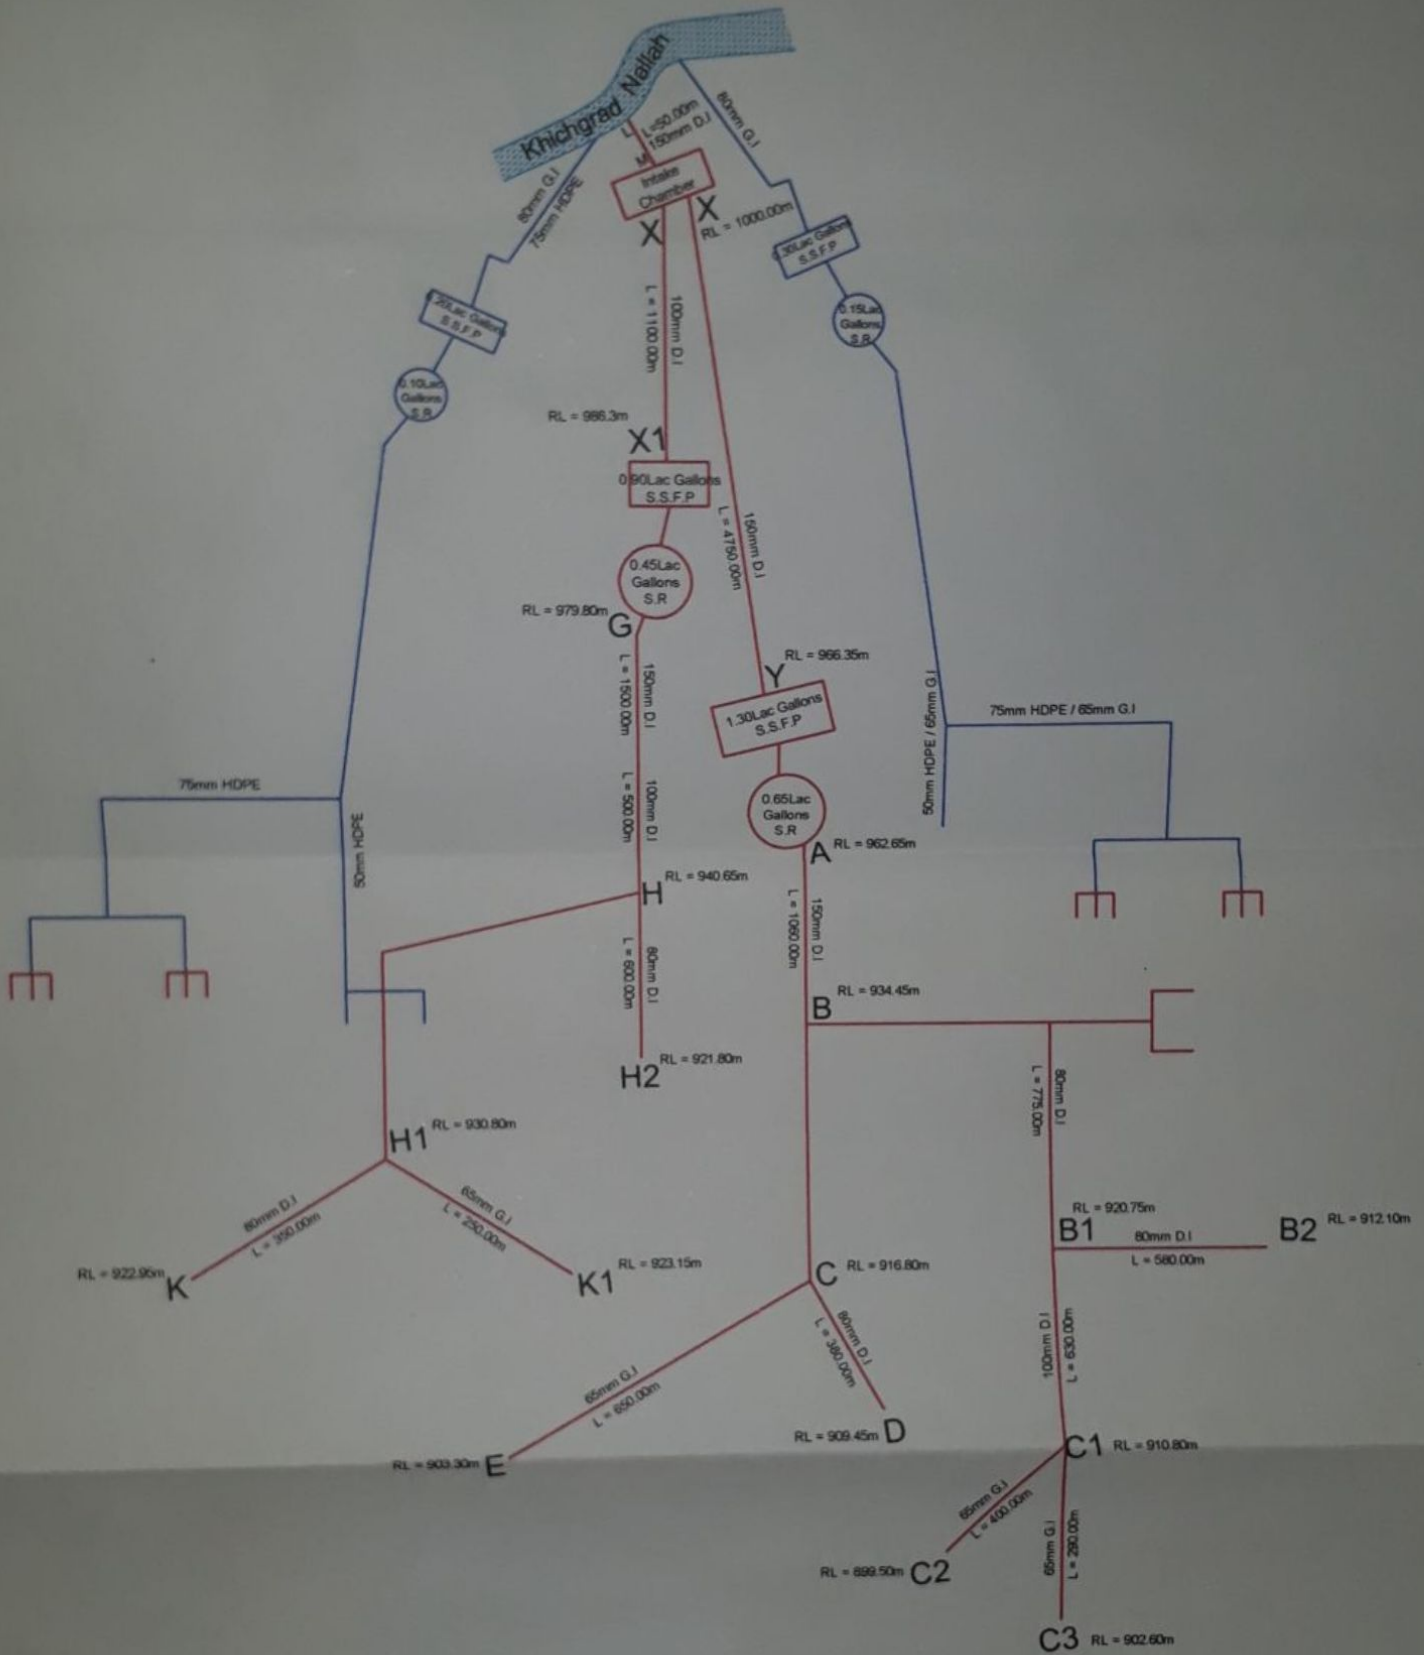 Khichgrad Nallah
L
L=50.00m
150mm D.I
M
80mm G.I
80mm G.I
75mm HDPE
Intake
Chamber
X
X
RL = 1000.00m
0.30Lac Gallons
S.S.F.P
0.15Lac
Gallons
S.R
0.20Lac Gallons
S.S.F.P
0.10Lac
Gallons
S.R
100mm D.I
L = 1100.00m
RL = 986.3m
X1
0.90Lac Gallons
S.S.F.P
150mm D.I
L = 4750.00m
0.45Lac
Gallons
S.R
RL = 979.80m
G
150mm D.I
L = 1500.00m
RL = 966.35m
Y
1.30Lac Gallons
S.S.F.P
50mm HDPE / 65mm G.I
75mm HDPE / 65mm G.I
75mm HDPE
50mm HDPE
100mm D.I
L = 500.00m
0.65Lac
Gallons
S.R
A
RL = 962.65m
H
RL = 940.65m
150mm D.I
L = 1060.00m
80mm D.I
L = 600.00m
B
RL = 934.45m
H2
RL = 921.80m
80mm D.I
L = 775.00m
H1
RL = 930.80m
80mm D.I
L = 350.00m
65mm G.I
L = 250.00m
RL = 922.95m
K
K1
RL = 923.15m
RL = 920.75m
B1
80mm D.I
L = 580.00m
B2
RL = 912.10m
C
RL = 916.80m
80mm D.I
L = 380.00m
65mm G.I
L = 650.00m
100mm D.I
L = 630.00m
RL = 909.45m
D
RL = 903.30m
E
C1
RL = 910.80m
65mm G.I
L = 400.00m
65mm G.I
L = 290.00m
RL = 899.50m
C2
C3
RL = 902.60m